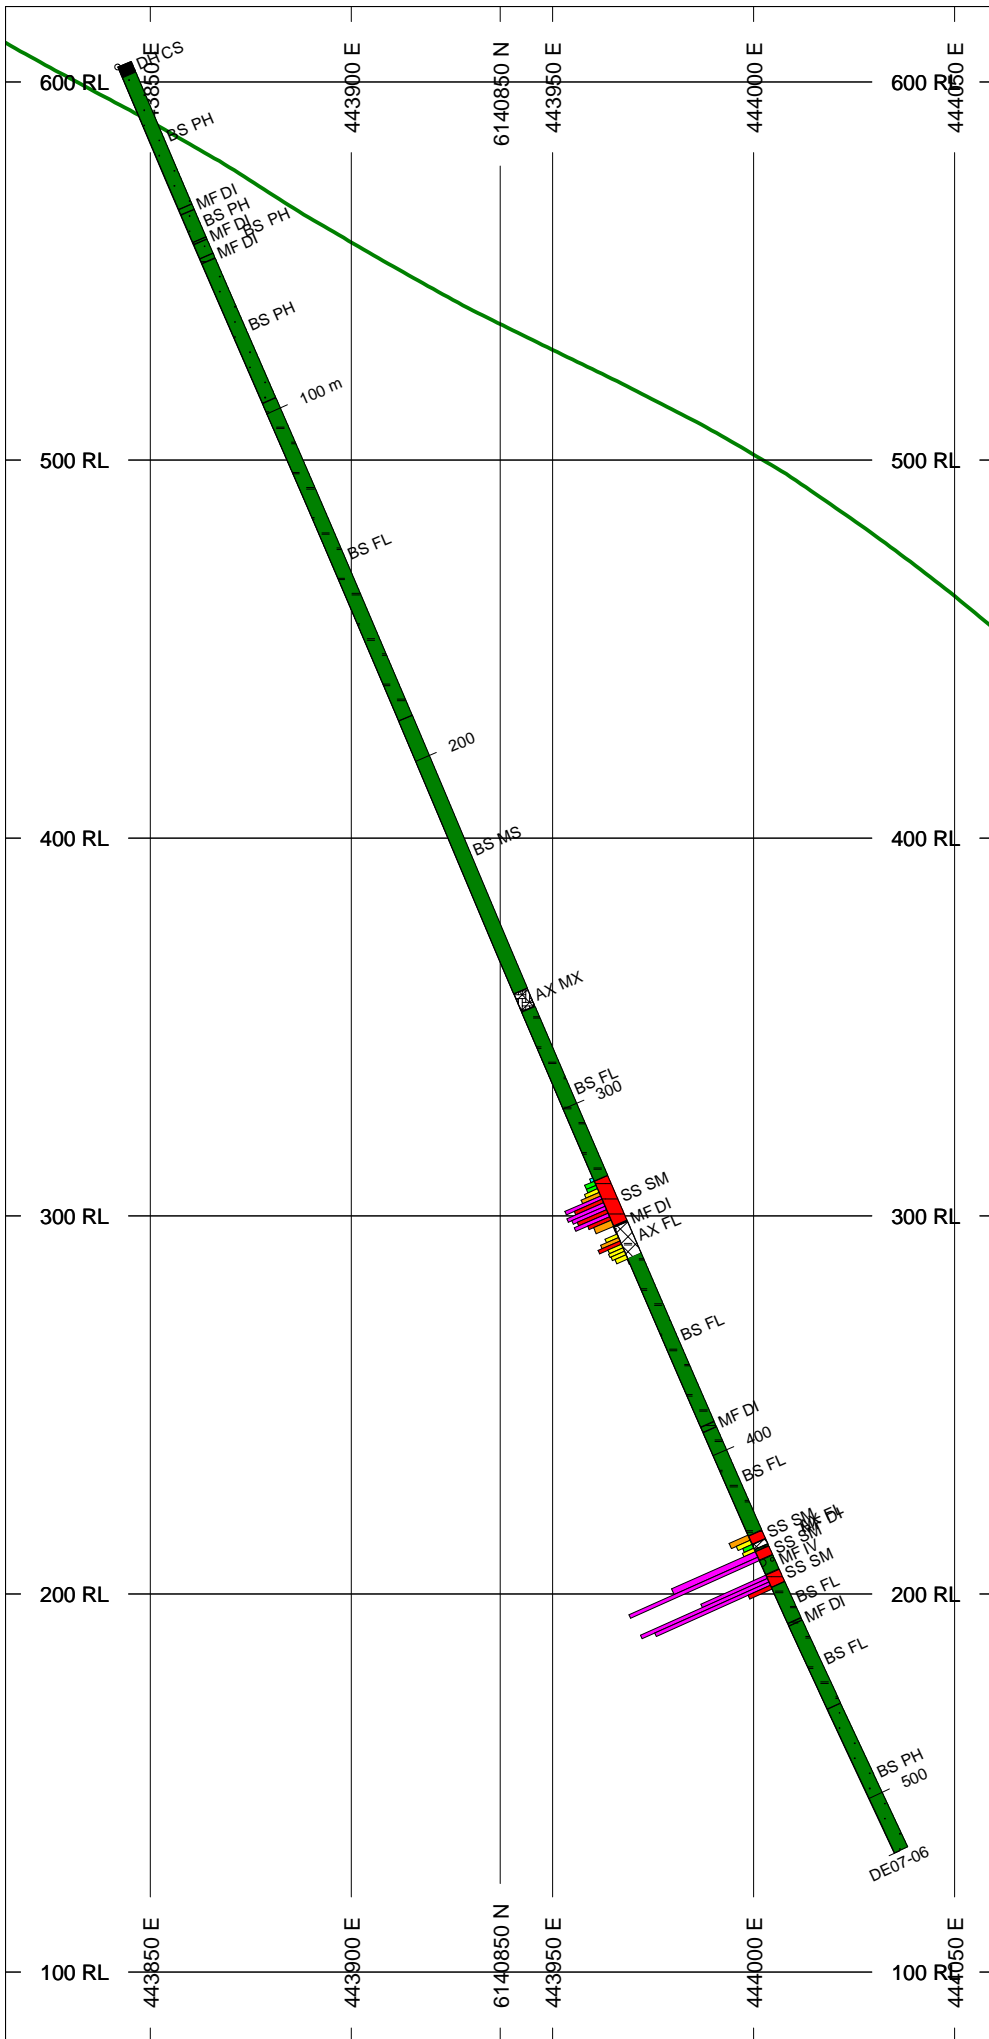 443850 E
443900 E
6140850 N
443950 E
444000 E
444050 E
DH CS
600 RL
600 RL
BS PH
MF DI
BS PH
MF DI
BS PH
MF DI
BS PH
100 m
500 RL
500 RL
BS FL
200
400 RL
400 RL
BS MS
AX MX
BS FL
300
SS SM
300 RL
300 RL
MF DI
AX FL
BS FL
MF DI
400
BS FL
SS SM
MF DI
SS SM
MF IV
SS SM
200 RL
200 RL
BS FL
MF DI
BS FL
BS PH
500
DE07-06
443850 E
443900 E
6140850 N
443950 E
444000 E
444050 E
100 RL
100 RL